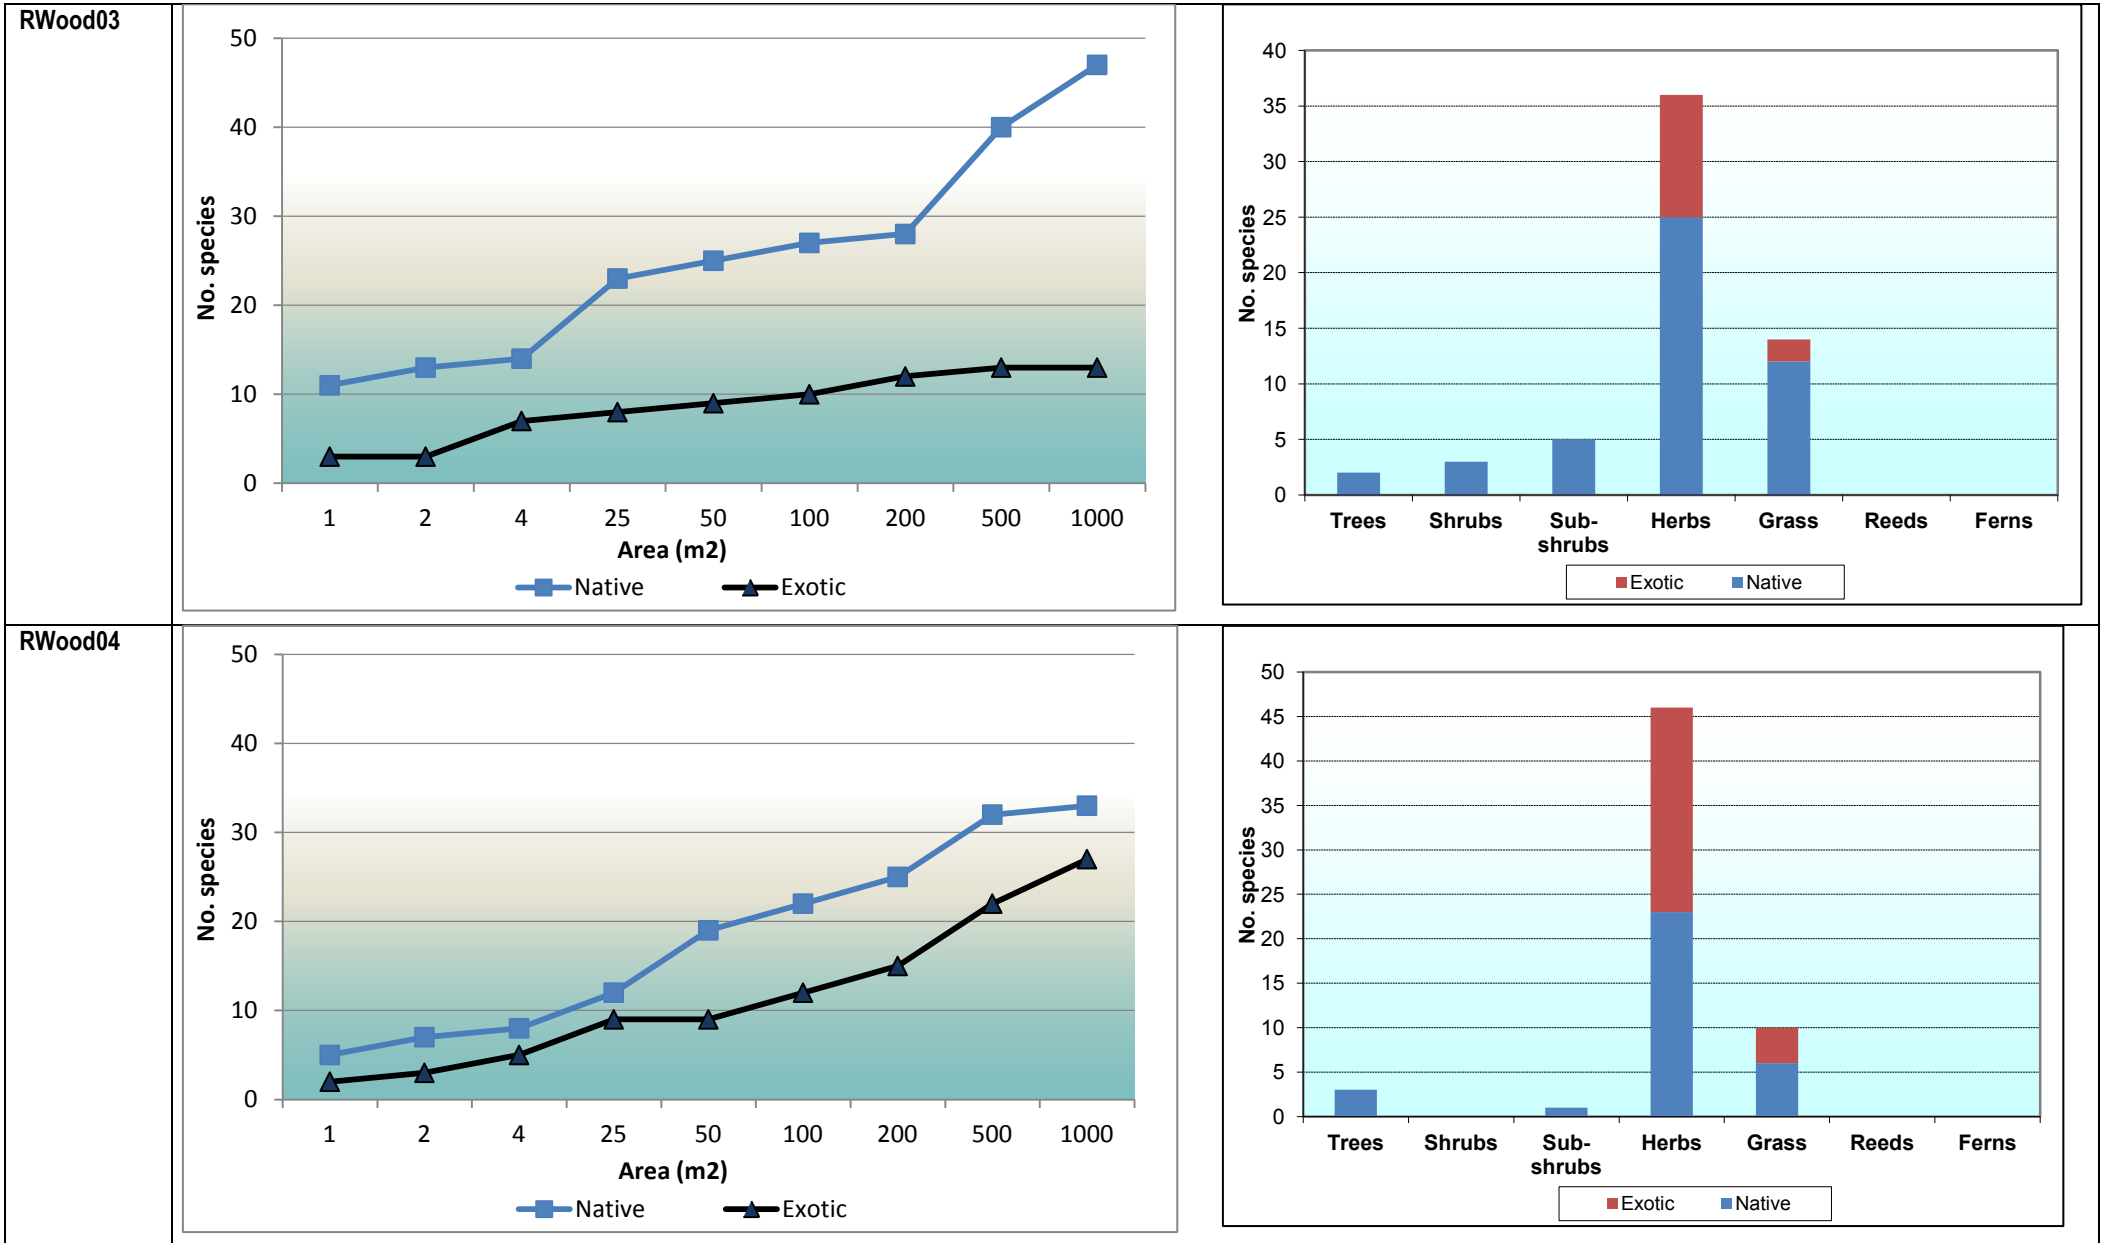 RWood03
50
40
30
20
10
0
No. species
1 2 4 25 50 100 200 500 1000
Area (m2)
Native Exotic
40
35
30
25
20
15
10
5
0
No. species
Trees Shrubs Sub- Herbs Grass Reeds Ferns
shrubs
Exotic Native
RWood04
50
40
30
20
10
0
No. species
1 2 4 25 50 100 200 500 1000
Area (m2)
Native Exotic
50
45
40
35
30
25
20
15
10
5
0
No. species
Trees Shrubs Sub- Herbs Grass Reeds Ferns
shrubs
Exotic Native